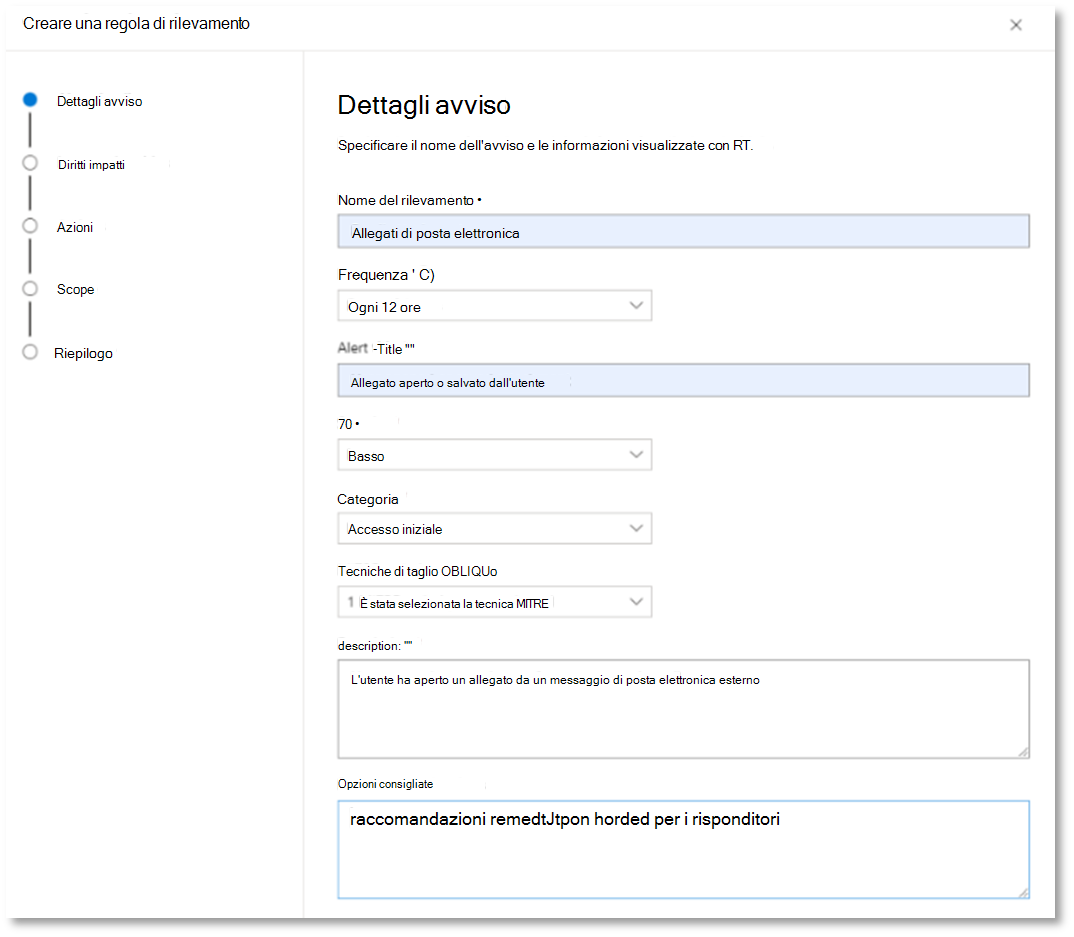 Creare una regola di rilevamento
Dettagli avviso
Diritti impatti
Azioni
Scope
Riepilogo
Dettagli avviso
Specificare il nome dell'avviso e le informazioni visualizzate con RT.
Nome del rilevamento •
Allegati di posta elettronica
Frequenza ' C)
Ogni 12 ore
Alert -Title ""
Allegato aperto o salvato dall'utente
70 •
Basso
Categoria
Accesso iniziale
Tecniche di taglio OBLIQUo
1 È stata selezionata la tecnica MITRE
description: ""
L'utente ha aperto un allegato da un messaggio di posta elettronica esterno
Opzioni consigliate
raccomandazioni remedtJtpon horded per i risponditori